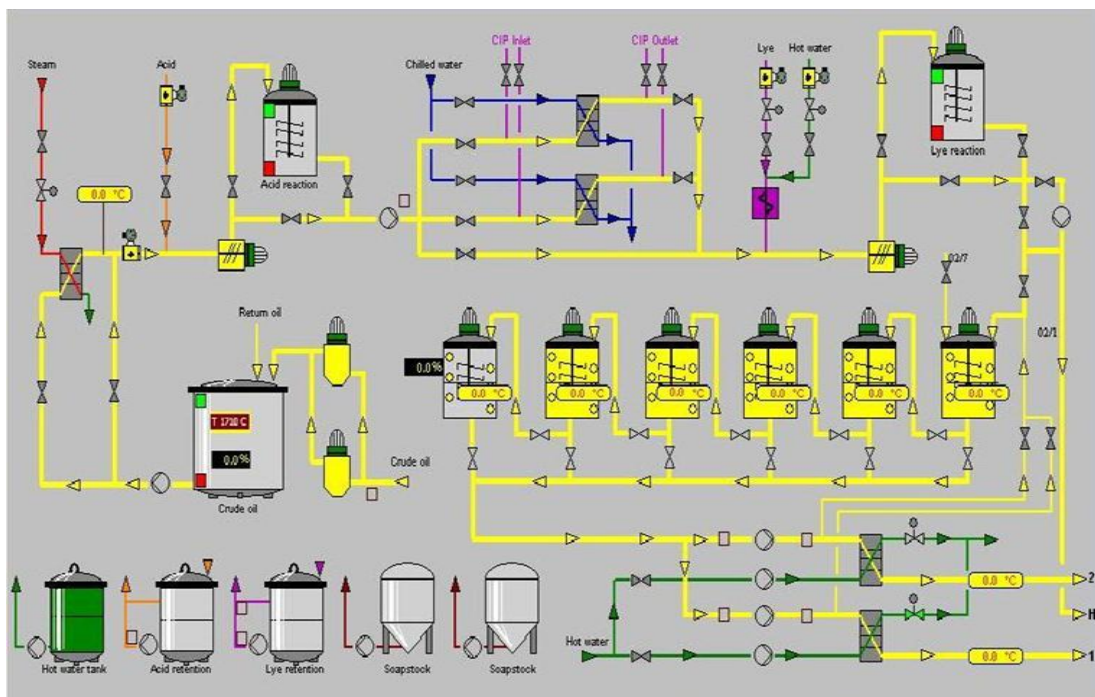 Steam
Acid
CIP Inlet
CIP Outlet
Chilled water
Lye
Hot water
0.0 °C
Acid reaction
Lye reaction
02/7
Return oil
02/1
0.0%
0.0 °C
0.0 °C
0.0 °C
0.0 °C
0.0 °C
0.0 °C
0.0%
Crude oil
Crude oil
0.0 °C
2
H
Hot water
0.0 °C
1
Hot water tank
Acid retention
Lye retention
Soapstock
Soapstock